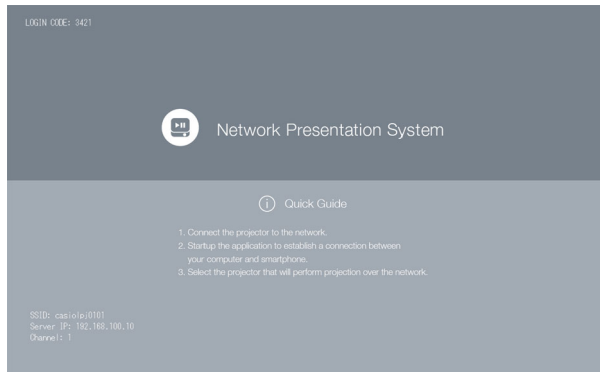 LOGIN CODE: 3421
Network Presentation System
Quick Guide
1. Connect the projector to the network.
2. Startup the application to establish a connection between
your computer and smartphone.
3. Select the projector that will perform projection over the network.
SSID: casiolpj0101
Server IP: 192.168.100.10
Channel: 1